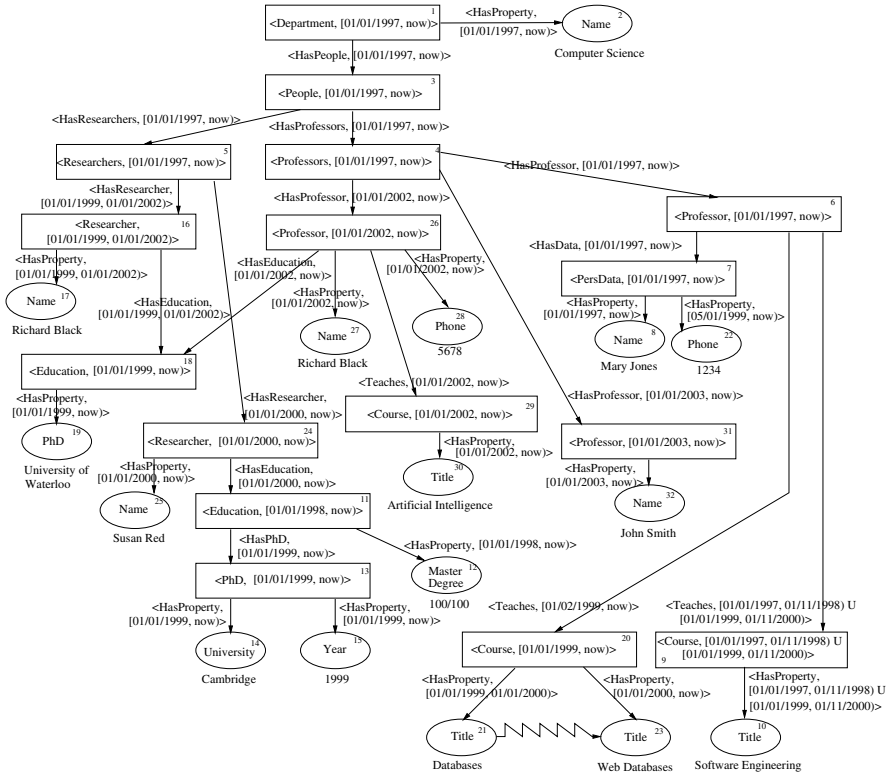 1
<Department, [01/01/1997, now)>
<HasProperty,
[01/01/1997, now)>
Name 2
Computer Science
<HasPeople, [01/01/1997, now)>
3
<People, [01/01/1997, now)>
<HasResearchers, [01/01/1997, now)>
<HasProfessors, [01/01/1997, now)>
5
<Researchers, [01/01/1997, now)>
4
<Professors, [01/01/1997, now)>
<HasProfessor, [01/01/1997, now)>
<HasResearcher,
[01/01/1999, 01/01/2002)>
<HasProfessor, [01/01/2002, now)>
16
<Researcher,
[01/01/1999, 01/01/2002)>
26
<Professor, [01/01/2002, now)>
6
<Professor, [01/01/1997, now)>
<HasProperty,
[01/01/1999, 01/01/2002)>
<HasEducation,
[01/01/2002, now)>
<HasProperty,
[01/01/2002, now)>
<HasData, [01/01/1997, now)>
7
<PersData, [01/01/1997, now)>
Name 17
Richard Black
<HasEducation,
[01/01/1999, 01/01/2002)>
<HasProperty,
[01/01/2002, now)>
Name 27
Richard Black
Phone 28
5678
<HasProperty,
[01/01/1997, now)>
<HasProperty,
[05/01/1999, now)>
Name 8
Mary Jones
Phone 22
1234
18
<Education, [01/01/1999, now)>
<HasProperty,
[01/01/1999, now)>
PhD 19
University of
Waterloo
<HasResearcher,
[01/01/2000, now)>
<Teaches, [01/01/2002, now)>
<HasProfessor, [01/01/2003, now)>
24
<Researcher, [01/01/2000, now)>
29
<Course, [01/01/2002, now)>
31
<Professor, [01/01/2003, now)>
<HasProperty,
[01/01/2000, now)>
<HasEducation,
[01/01/2000, now)>
<HasProperty,
[01/01/2002, now)>
<HasProperty,
[01/01/2003, now)>
Name 25
Susan Red
Title 30
Artificial Intelligence
Name 32
John Smith
11
<Education, [01/01/1998, now)>
<HasPhD,
[01/01/1999, now)>
<HasProperty, [01/01/1998, now)>
13
<PhD, [01/01/1999, now)>
Master 12
Degree
100/100
<HasProperty,
[01/01/1999, now)>
<HasProperty,
[01/01/1999, now)>
University 14
Cambridge
Year 15
1999
<Teaches, [01/02/1999, now)>
<Teaches, [01/01/1997, 01/11/1998) U
[01/01/1999, 01/11/2000)>
20
<Course, [01/01/1999, now)>
<Course, [01/01/1997, 01/11/1998) U
9 [01/01/1999, 01/11/2000)>
<HasProperty,
[01/01/1999, 01/01/2000)>
<HasProperty,
[01/01/2000, now)>
<HasProperty,
[01/01/1997, 01/11/1998) U
[01/01/1999, 01/11/2000)>
Title 21
Databases
Title 23
Web Databases
Title 10
Software Engineering